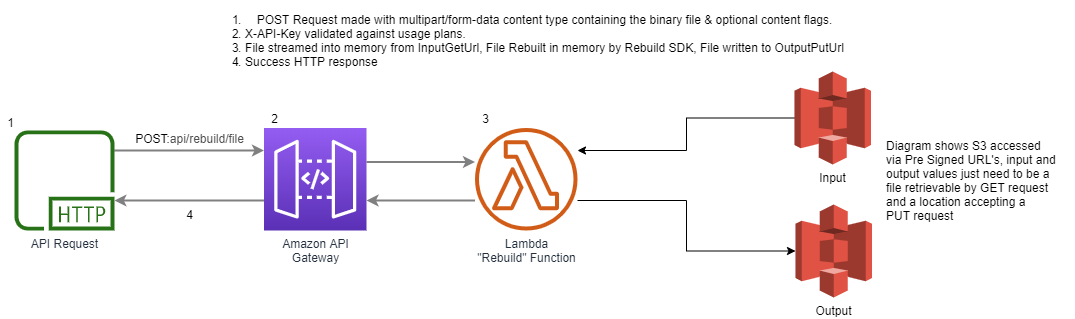 1. POST Request made with multipart/form-data content type containing the binary file & optional content flags.
2. X-API-Key validated against usage plans.
3. File streamed into memory from InputGetUrl, File Rebuilt in memory by Rebuild SDK, File written to OutputPutUrl
4. Success HTTP response
1
POST:api/rebuild/file
HTTP
API Request
4
2
</>
Amazon API
Gateway
3
Lambda
"Rebuild" Function
Input
Output
Diagram shows S3 accessed
via Pre Signed URL's, input and
output values just need to be a
file retrievable by GET request
and a location accepting a
PUT request